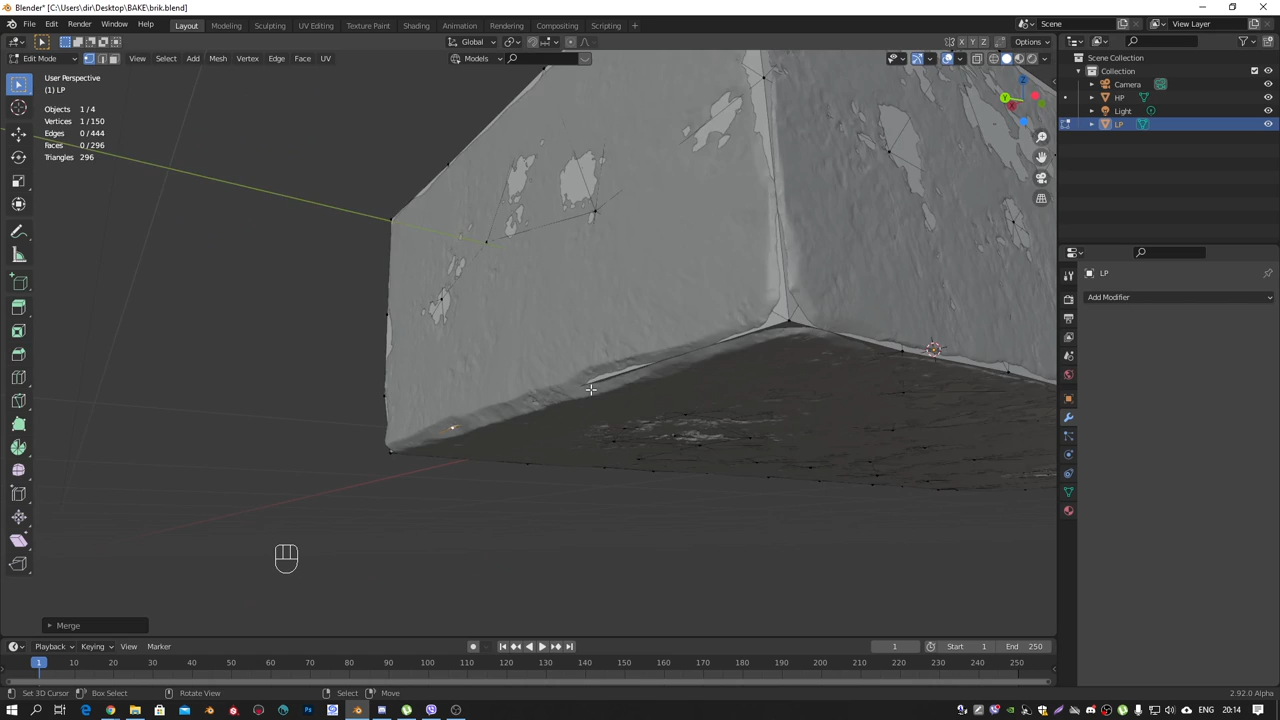 Blender* [C:\Users\dir\Desktop\BAKE\brik.blend]
File Edit Render Window Help Layout Modeling Sculpting UV Editing Texture Paint Shading Animation Rendering Compositing Scripting + Scene View Layer
Global X Y Z Options
Edit Mode View Select Add Mesh Vertex Edge Face UV Models
User Perspective
(1) LP
Objects 1/4
Vertices 1/150
Edges 0/444
Faces 0/296
Triangles 296
Z
Y
X
Scene Collection
Collection
Camera
HP
Light
LP
LP
Add Modifier
Merge
Playback Keying View Marker 1 Start 1 End 250
1 10 20 30 40 50 60 70 80 90 100 110 120 130 140 150 160 170 180 190 200 210 220 230 240 250
Set 3D Cursor Box Select Rotate View Select Move 2.92.0 Alpha
ENG 20:14